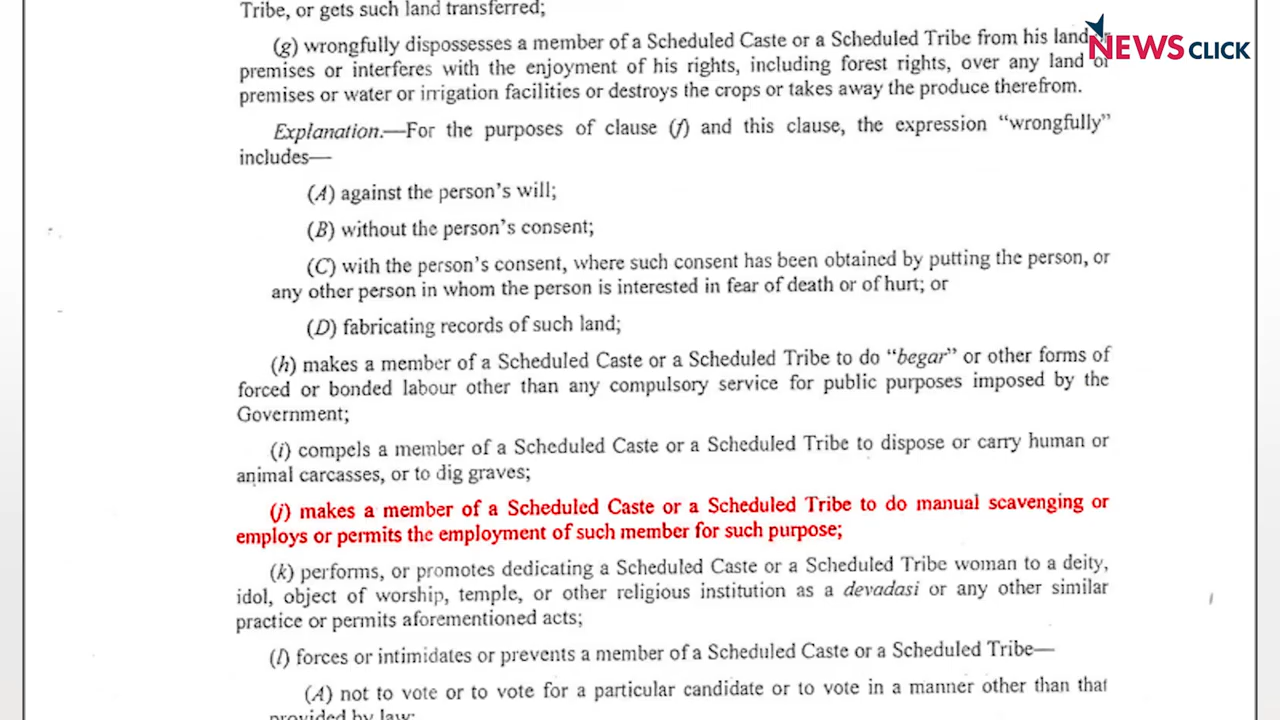 Tribe, or gets such land transferred;
NEWSCLICK
(g) wrongfully dispossesses a member of a Scheduled Caste or a Scheduled Tribe from his land
premises or interferes with the enjoyment of his rights, including forest rights, over any land or
premises or water or irrigation facilities or destroys the crops or takes away the produce therefrom.
Explanation.—For the purposes of clause (f) and this clause, the expression “wrongfully”
includes—
(A) against the person’s will;
(B) without the person’s consent;
(C) with the person’s consent, where such consent has been obtained by putting the person, or
any other person in whom the person is interested in fear of death or of hurt; or
(D) fabricating records of such land;
(h) makes a member of a Scheduled Caste or a Scheduled Tribe to do “begar” or other forms of
forced or bonded labour other than any compulsory service for public purposes imposed by the
Government;
(i) compels a member of a Scheduled Caste or a Scheduled Tribe to dispose or carry human or
animal carcasses, or to dig graves;
(j) makes a member of a Scheduled Caste or a Scheduled Tribe to do manual scavenging or
employs or permits the employment of such member for such purpose;
(k) performs, or promotes dedicating a Scheduled Caste or a Scheduled Tribe woman to a deity,
idol, object of worship, temple, or other religious institution as a devadasi or any other similar
practice or permits aforementioned acts;
(l) forces or intimidates or prevents a member of a Scheduled Caste or a Scheduled Tribe—
(A) not to vote or to vote for a particular candidate or to vote in a manner other than that
provided by law;